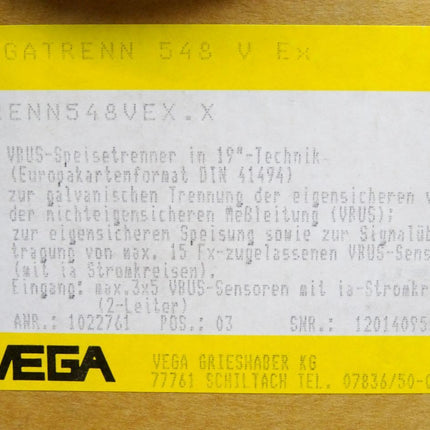 GATRENN 548 V Ex
RENN548VEX.X
VBUS-Speisetrenner in 19"-Technik
(Europakartenformat DIN 41494)
zur galvanischen Trennung der eigensicheren v
der nichteigensicheren Meßleitung (VBUS);
zur eigensicheren Speisung sowie zur Signalüb
tragung von max. 15 Ex-zugelassenen VBUS-Sens
(mit ia Stromkreisen).
Eingang: max.3x5 VBUS-Sensoren mit ia-Stromkr
(2-Leiter)
ANR.: 1022761 POS.: 03 SNR.: 12014095
VEGA
VEGA GRIESHABER KG
77761 SCHILTACH TEL. 07836/50-0